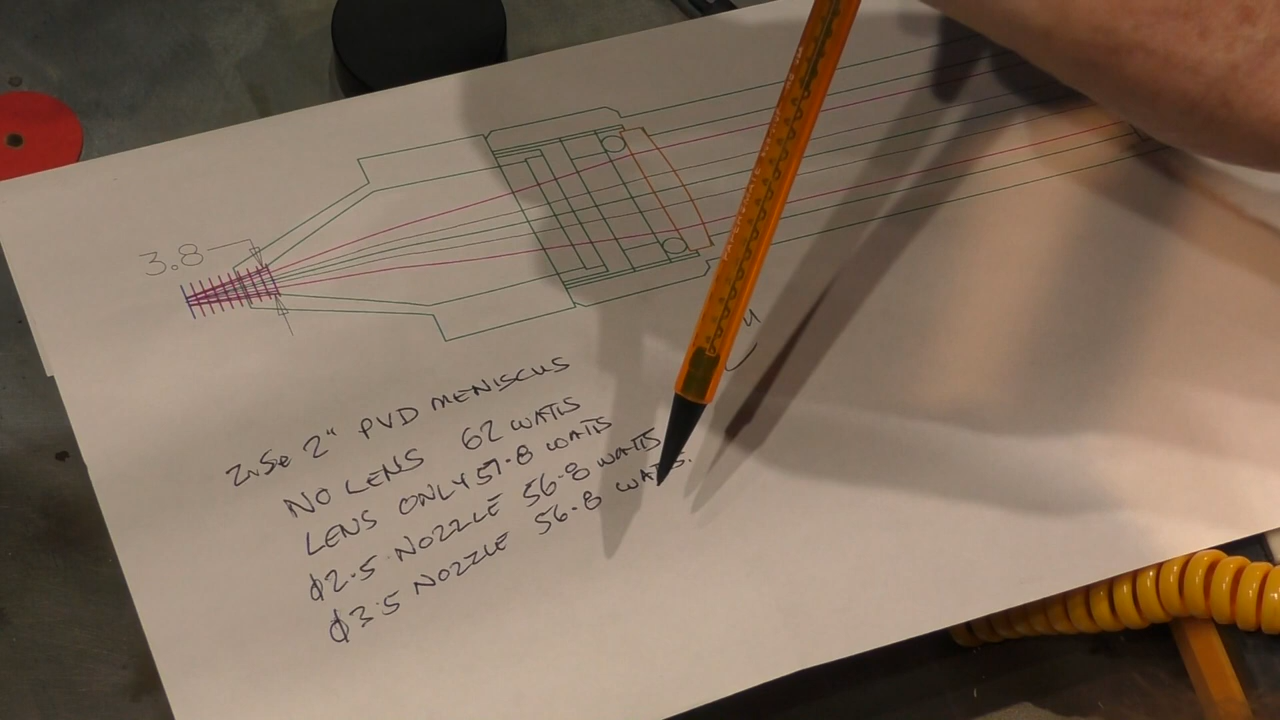 3.8
ZnSe 2" PVD MENISCUS
NO LENS 62 WATTS
LENS ONLY 57.8 WATTS
φ2.5 NOZZLE 56.8 WATTS
φ3.5 NOZZLE 56.8 WATTS.